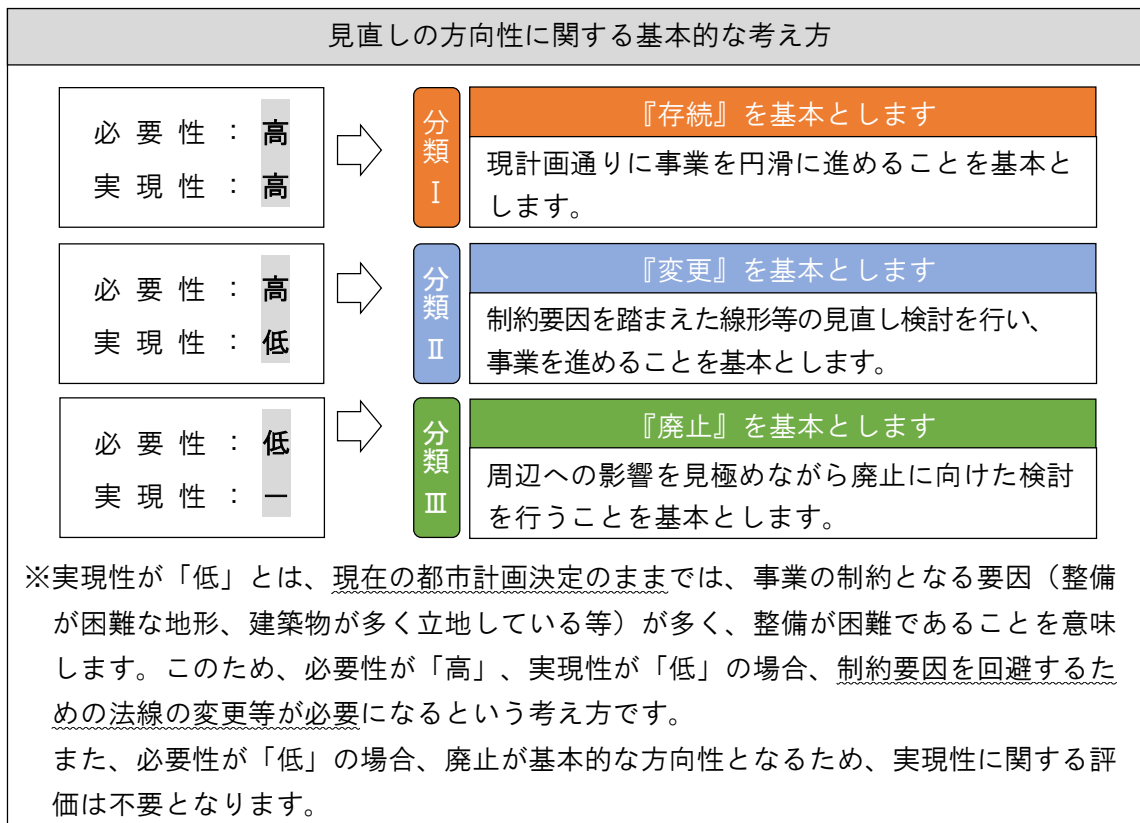 見直しの方向性に関する基本的な考え方
必要性：高
実現性：高
分類Ⅰ
『存続』を基本とします
現計画通りに事業を円滑に進めることを基本と
します。
必要性：高
実現性：低
分類Ⅱ
『変更』を基本とします
制約要因を踏まえた線形等の見直し検討を行い、
事業を進めることを基本とします。
必要性：低
実現性：―
分類Ⅲ
『廃止』を基本とします
周辺への影響を見極めながら廃止に向けた検討
を行うことを基本とします。
※実現性が「低」とは、現在の都市計画決定のままでは、事業の制約となる要因（整備
が困難な地形、建築物が多く立地している等）が多く、整備が困難であることを意味
します。このため、必要性が「高」、実現性が「低」の場合、制約要因を回避するた
めの法線の変更等が必要になるという考え方です。
また、必要性が「低」の場合、廃止が基本的な方向性となるため、実現性に関する評
価は不要となります。